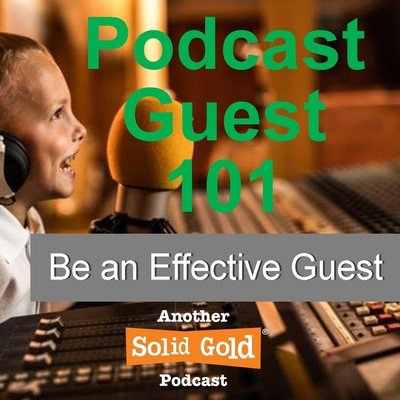 Podcast
Guest
101
Be an Effective Guest
Another
Solid Gold®
Podcast